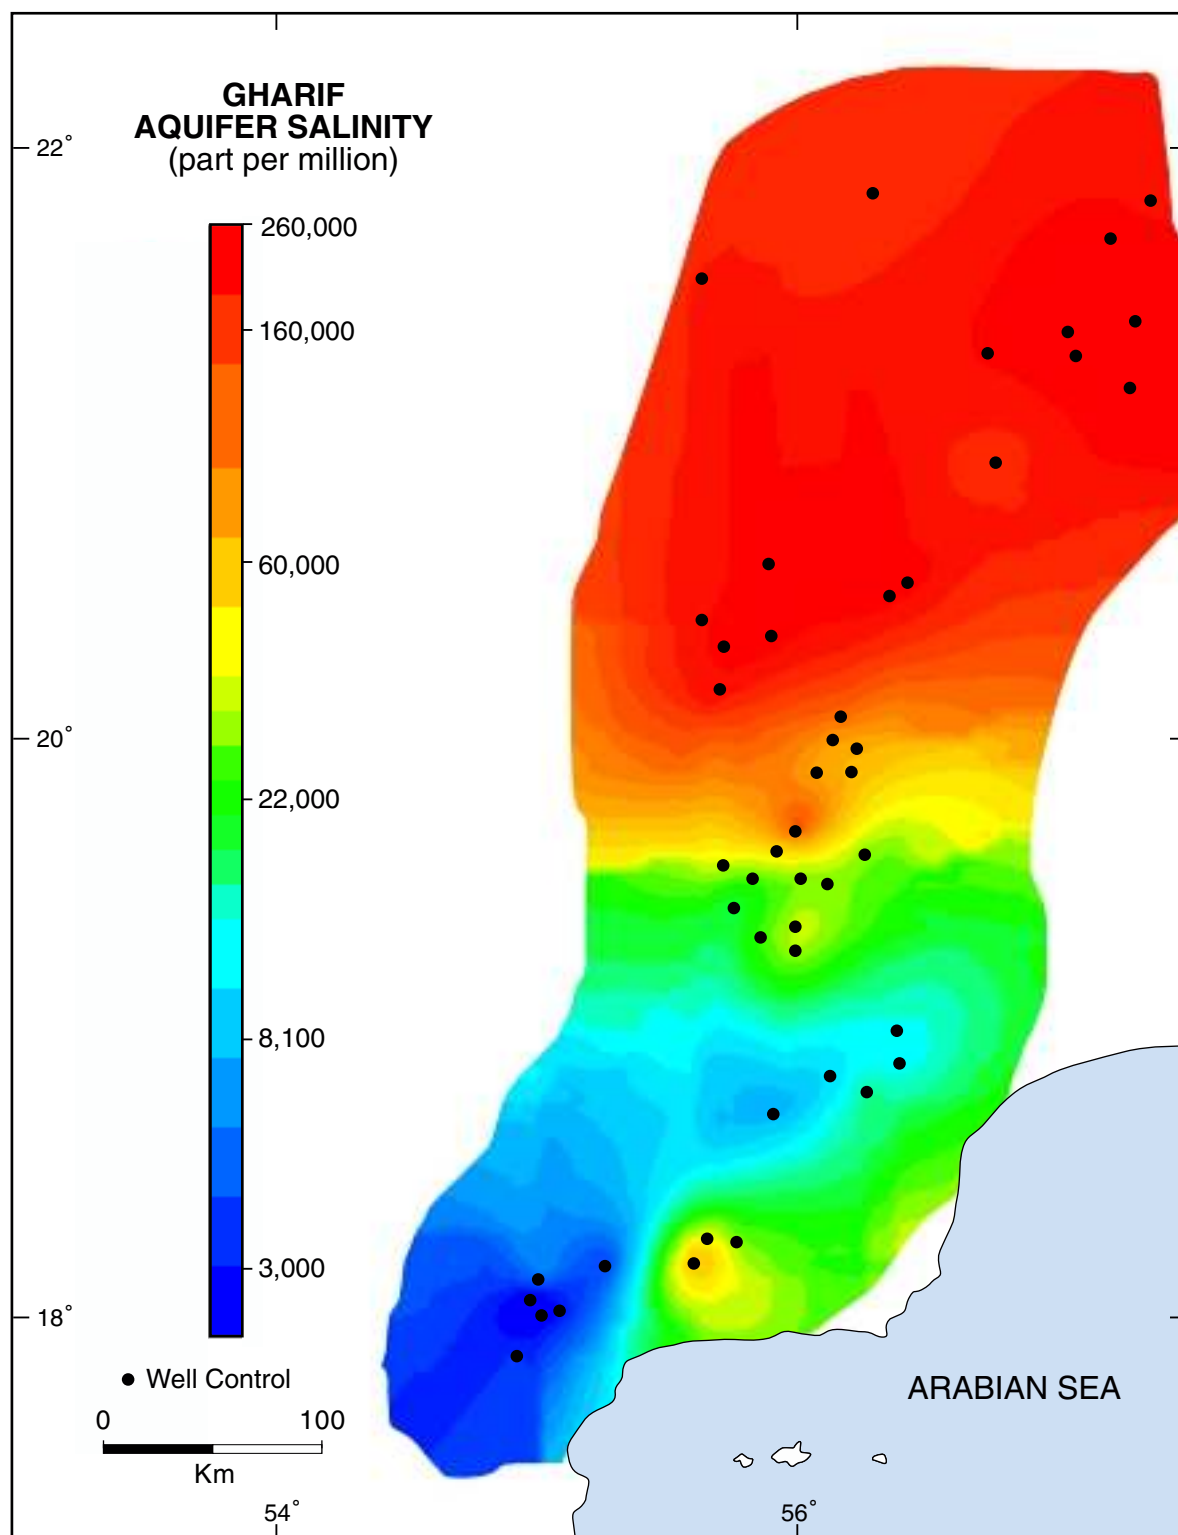 GHARIF
AQUIFER SALINITY
(part per million)
22°
260,000
160,000
60,000
20°
22,000
8,100
3,000
18°
Well Control
0 100
Km
ARABIAN SEA
54° 56°